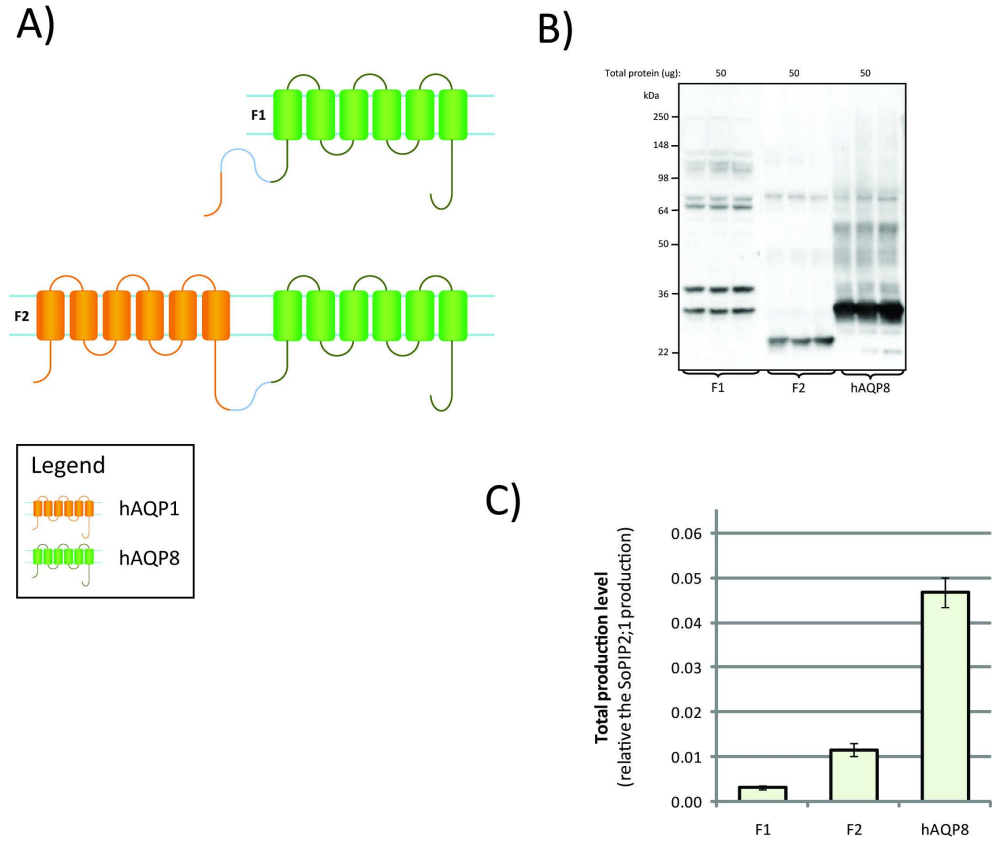 A)
F1
F2
Legend
hAQP1
hAQP8
B)
Total protein (ug): 50 50 50
kDa
250
148
98
64
50
36
22
F1 F2 hAQP8
C)
Total production level
(relative the SoPIP2;1 production)
0.06
0.05
0.04
0.03
0.02
0.01
0.00
F1 F2 hAQP8